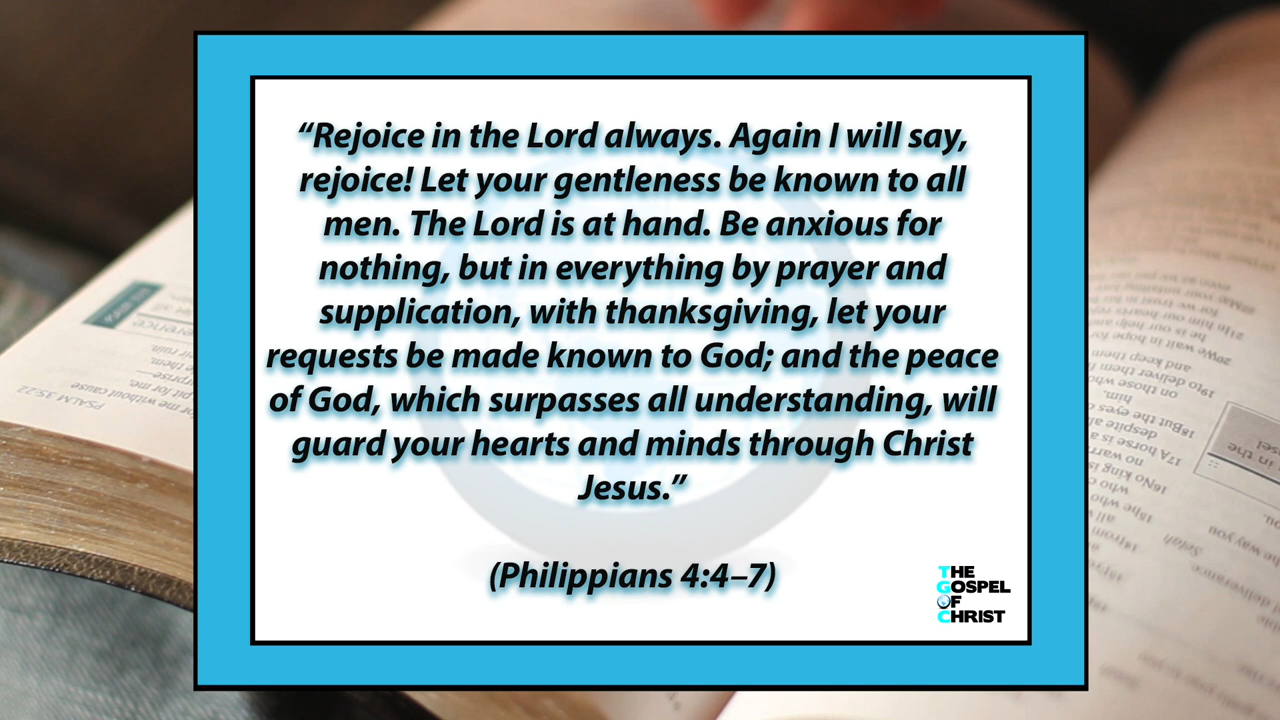 “Rejoice in the Lord always. Again I will say,
rejoice! Let your gentleness be known to all
men. The Lord is at hand. Be anxious for
nothing, but in everything by prayer and
supplication, with thanksgiving, let your
requests be made known to God; and the peace
of God, which surpasses all understanding, will
guard your hearts and minds through Christ
Jesus.”
(Philippians 4:4–7)
THE
GOSPEL
OF
CHRIST
PSALM 35:22